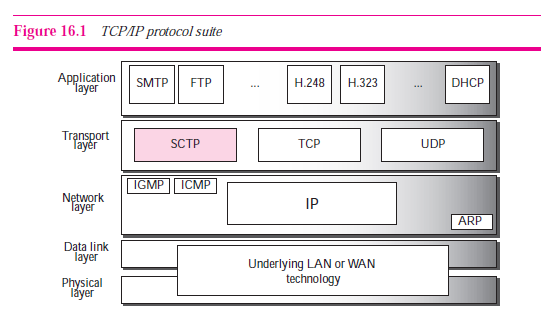 Figure 16.1 TCP/IP protocol suite
Application
layer
SMTP FTP ... H.248 H.323 ... DHCP
Transport
layer
SCTP TCP UDP
IGMP ICMP
Network
layer
IP
ARP
Data link
layer
Underlying LAN or WAN
technology
Physical
layer